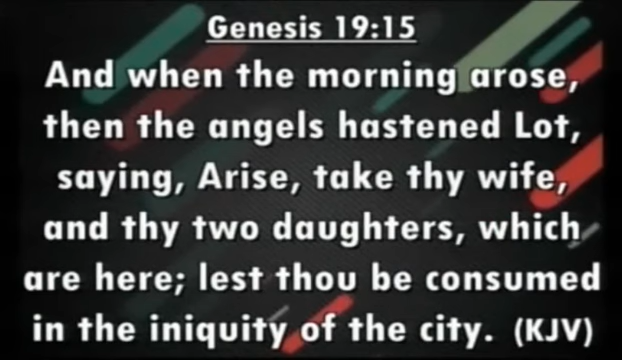 Genesis 19:15
And when the morning arose,
then the angels hastened Lot,
saying, Arise, take thy wife,
and thy two daughters, which
are here; lest thou be consumed
in the iniquity of the city. (KJV)